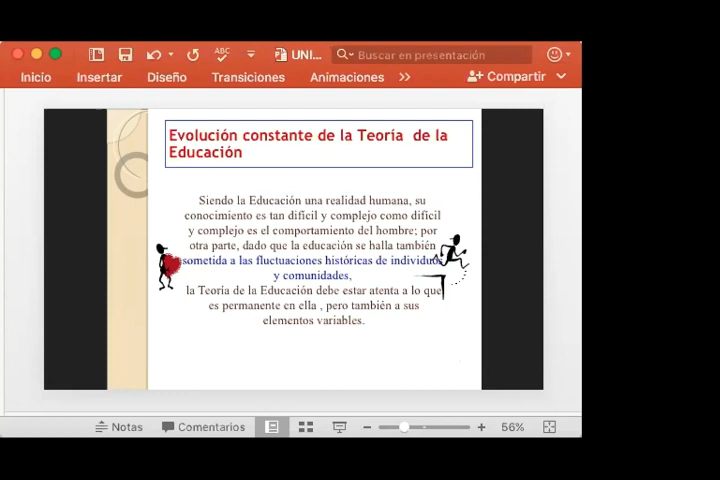 ABC
UNI...
Buscar en presentación
Inicio
Insertar
Diseño
Transiciones
Animaciones
Compartir
Evolución constante de la Teoría de la
Educación
Siendo la Educación una realidad humana, su
conocimiento es tan difícil y complejo como difícil
y complejo es el comportamiento del hombre; por
otra parte, dado que la educación se halla también
sometida a las fluctuaciones históricas de individuos
y comunidades,
la Teoría de la Educación debe estar atenta a lo que
es permanente en ella , pero también a sus
elementos variables.
Notas
Comentarios
56%